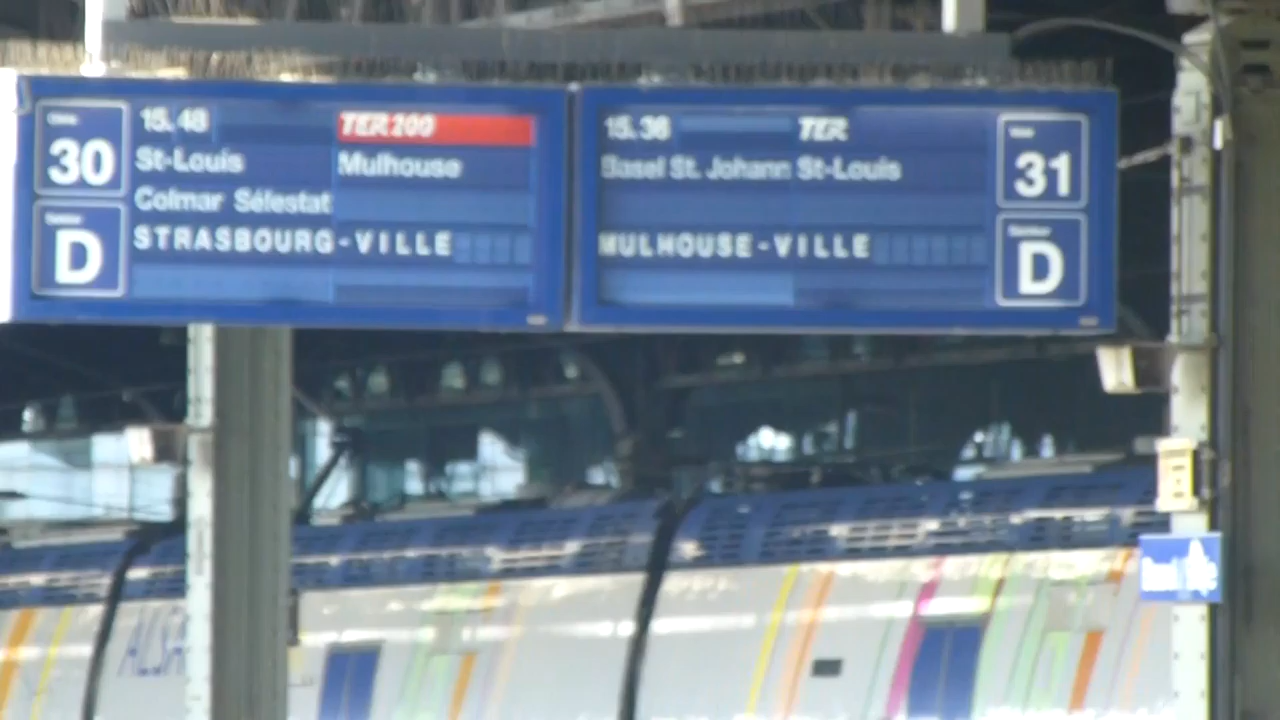 30
15.48 TER200
St-Louis Mulhouse
Colmar Sélestat
D
STRASBOURG-VILLE
15.36 TER
31
Basel St. Johann St-Louis
MULHOUSE-VILLE
D